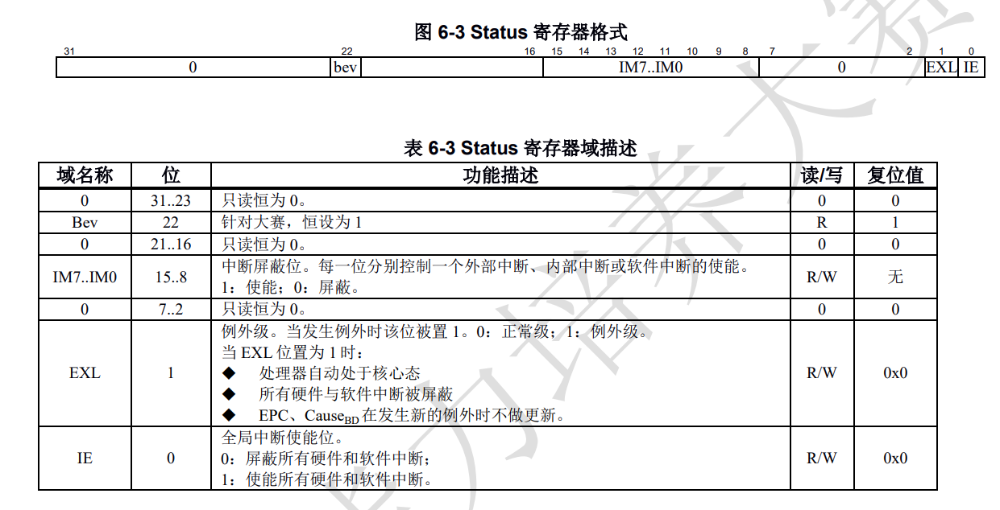 图 6-3 Status 寄存器格式
31 22 16 15 14 13 12 11 10 9 8 7 2 1 0
0 bev IM7..IM0 0 EXL IE
表 6-3 Status 寄存器域描述
域名称 位 功能描述 读/写 复位值
0 31..23 只读恒为 0。 0 0
Bev 22 针对大赛，恒设为 1 R 1
0 21..16 只读恒为 0。 0 0
IM7..IM0 15..8 中断屏蔽位。每一位分别控制一个外部中断、内部中断或软件中断的使能。 R/W 无
1：使能；0：屏蔽。
0 7..2 只读恒为 0。 0 0
例外级。当发生例外时该位被置 1。0：正常级；1：例外级。
当 EXL 位置为 1 时：
EXL 1 ◆ 处理器自动处于核心态 R/W 0x0
◆ 所有硬件与软件中断被屏蔽
◆ EPC、CauseBD 在发生新的例外时不做更新。
全局中断使能位。
IE 0 0：屏蔽所有硬件和软件中断； R/W 0x0
1：使能所有硬件和软件中断。
力培养大赛